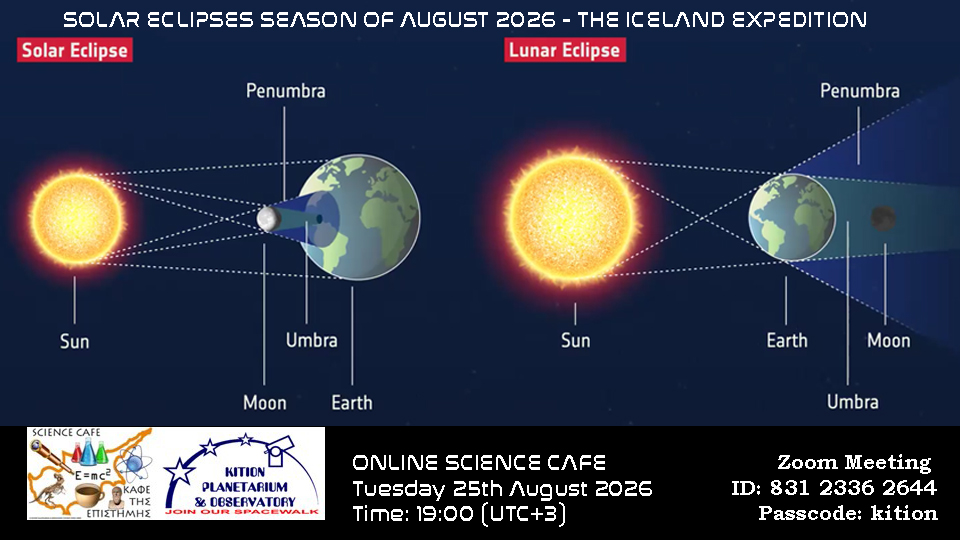 SOLAR ECLIPSES SEASON OF AUGUST 2026 - THE ICELAND EXPEDITION
Solar Eclipse
Lunar Eclipse
Penumbra
Penumbra
Sun
Umbra
Moon
Earth
Sun
Earth
Moon
Umbra
SCIENCE CAFE
E=mc²
ΚΑΦΕ
ΤΗΣ
ΕΠΙΣΤΗΜΗΣ
KITION
PLANETARIUM
& OBSERVATORY
JOIN OUR SPACEWALK
ONLINE SCIENCE CAFE
Tuesday 25th August 2026
Time: 19:00 (UTC+3)
Zoom Meeting
ID: 831 2336 2644
Passcode: kition